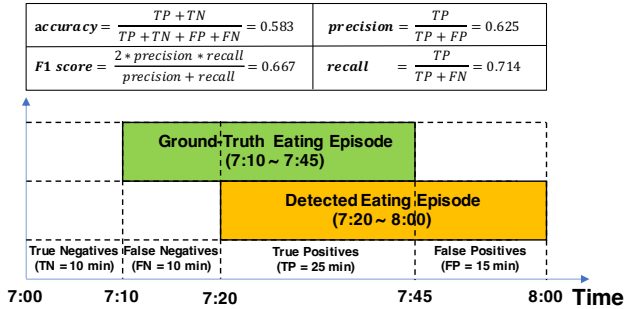 accuracy = TP + TN / TP + TN + FP + FN = 0.583
precision = TP / TP + FP = 0.625
F1 score = 2 * precision * recall / precision + recall = 0.667
recall = TP / TP + FN = 0.714
Ground-Truth Eating Episode
(7:10 ~ 7:45)
Detected Eating Episode
(7:20 ~ 8:00)
True Negatives
(TN = 10 min)
False Negatives
(FN = 10 min)
True Positives
(TP = 25 min)
False Positives
(FP = 15 min)
7:00 7:10 7:20 7:45 8:00 Time